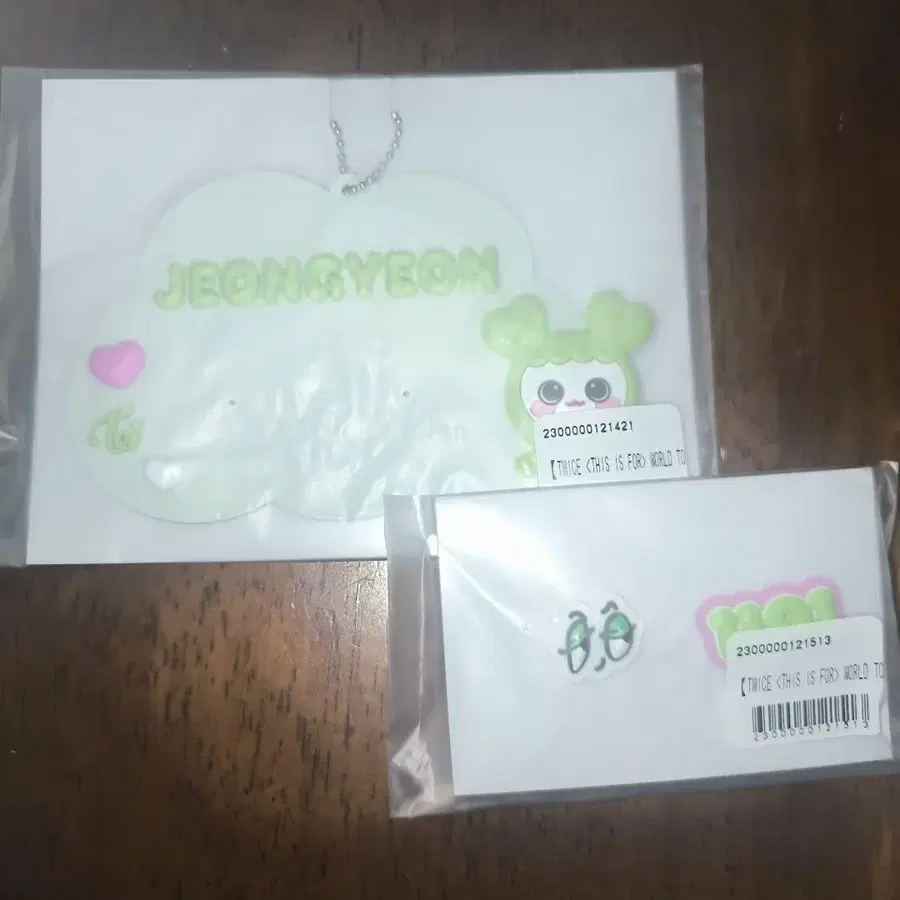 JEONGYEON
2300000121421
【TWICE <THIS IS FOR> WORLD TO
2300000121513
【TWICE <THIS IS FOR> WORLD TO
2300000121513